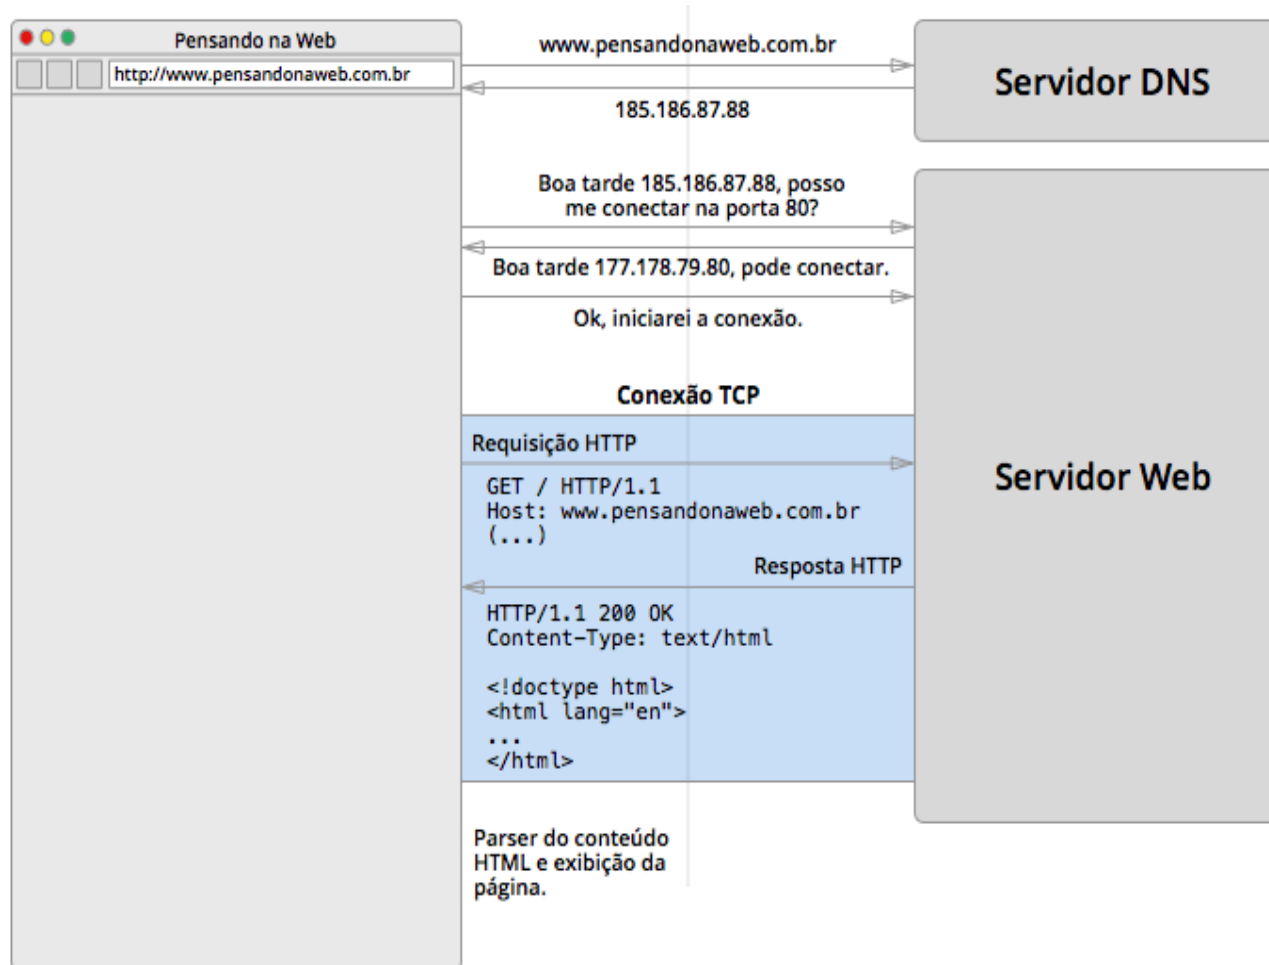 Pensando na Web
http://www.pensandonaweb.com.br
www.pensandonaweb.com.br
185.186.87.88
Servidor DNS
Boa tarde 185.186.87.88, posso
me conectar na porta 80?
Boa tarde 177.178.79.80, pode conectar.
Ok, iniciarei a conexão.
Conexão TCP
Requisição HTTP
GET / HTTP/1.1
Host: www.pensandonaweb.com.br
(...)
Resposta HTTP
HTTP/1.1 200 OK
Content-Type: text/html
<!doctype html>
<html lang="en">
...
</html>
Servidor Web
Parser do conteúdo
HTML e exibição da
página.